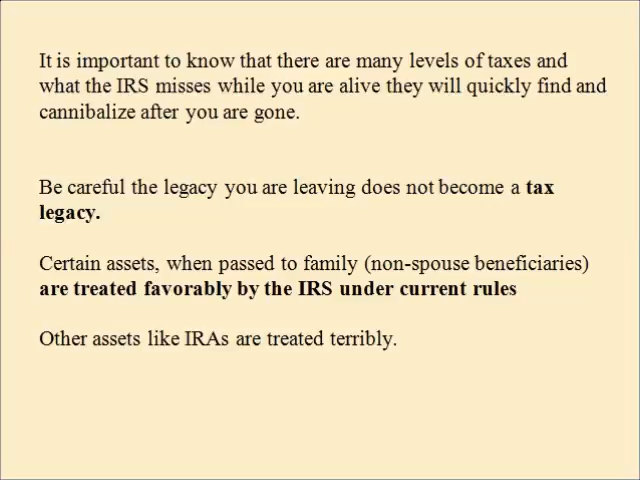 It is important to know that there are many levels of taxes and
what the IRS misses while you are alive they will quickly find and
cannibalize after you are gone.
Be careful the legacy you are leaving does not become a tax
legacy.
Certain assets, when passed to family (non-spouse beneficiaries)
are treated favorably by the IRS under current rules
Other assets like IRAs are treated terribly.